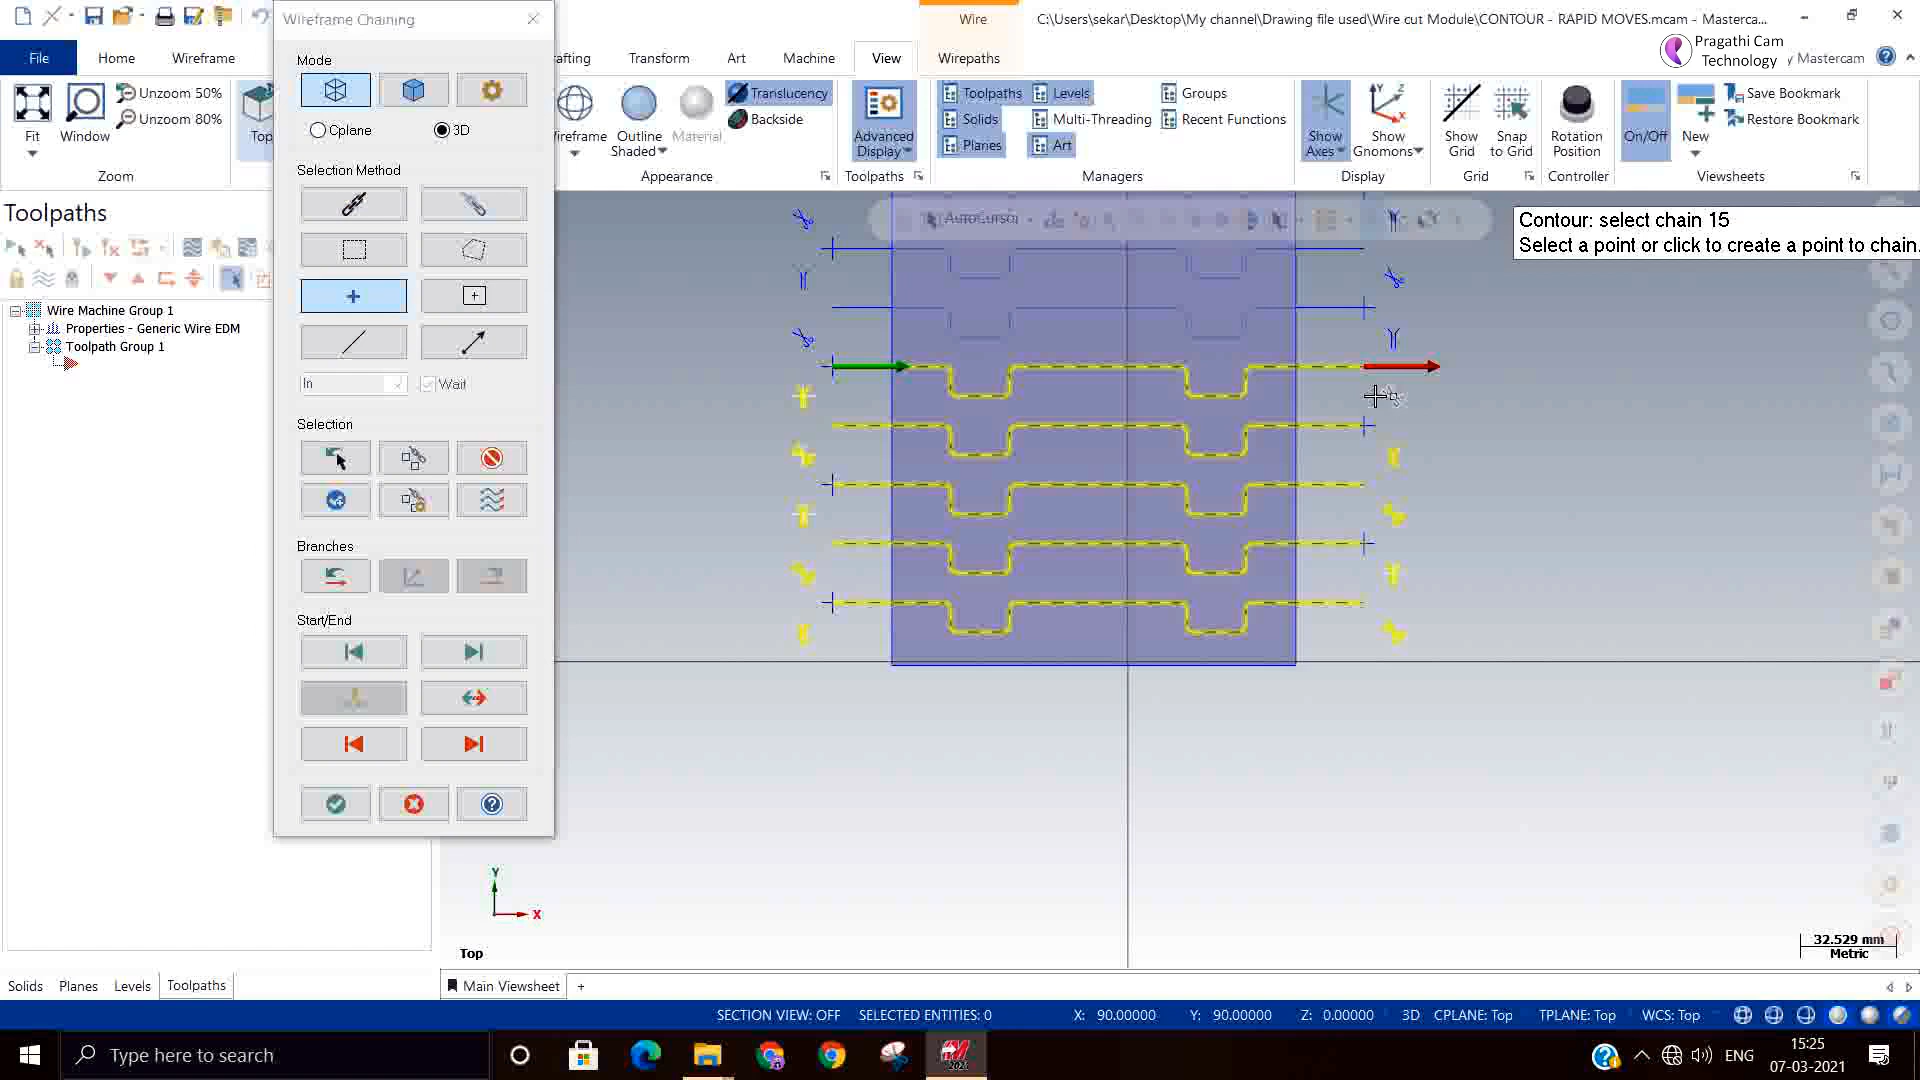 Wireframe Chaining
Wire
C:\Users\sekar\Desktop\My channel\Drawing file used\Wire cut Module\CONTOUR - RAPID MOVES.mcam - Masterca...
File
Home
Wireframe
afting
Transform
Art
Machine
View
Wirepaths
Pragathi Cam
Technology
Mastercam
Fit
Window
Unzoom 50%
Unzoom 80%
Top
Zoom
ireframe
Outline
Shaded
Material
Translucency
Backside
Appearance
Advanced
Display
Toolpaths
Toolpaths
Solids
Planes
Levels
Multi-Threading
Art
Groups
Recent Functions
Managers
Show
Axes
Show
Gnomons
Display
Show
Grid
Snap
to Grid
Grid
Rotation
Position
Controller
On/Off
New
Save Bookmark
Restore Bookmark
Viewsheets
Mode
Cplane
3D
Selection Method
In
Wait
Selection
Branches
Start/End
Toolpaths
Wire Machine Group 1
Properties - Generic Wire EDM
Toolpath Group 1
AutoCursor
Contour: select chain 15
Select a point or click to create a point to chain.
Y
X
Top
32.529 mm
Metric
Solids
Planes
Levels
Toolpaths
Main Viewsheet
+
SECTION VIEW: OFF
SELECTED ENTITIES: 0
X: 90.00000
Y: 90.00000
Z: 0.00000
3D
CPLANE: Top
TPLANE: Top
WCS: Top
Type here to search
2021
ENG
15:25
07-03-2021